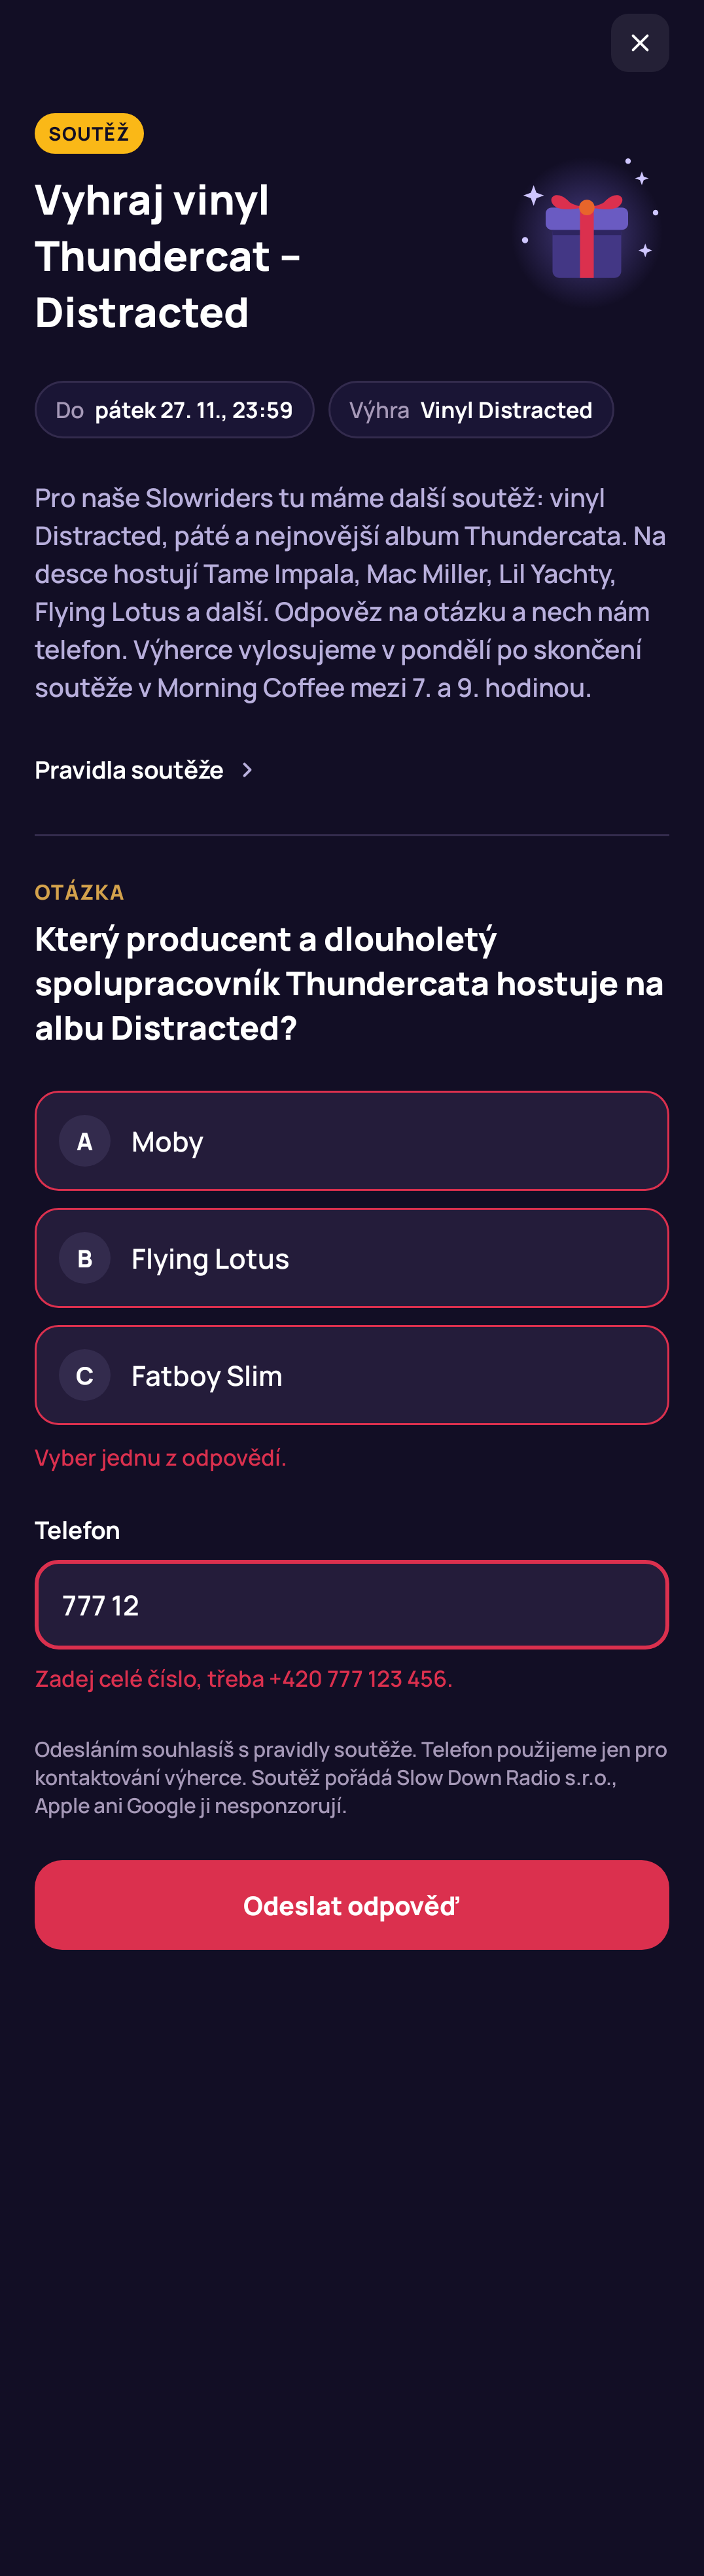 SOUTĚŽ
Vyhraj vinyl
Thundercat –
Distracted
Do pátek 27. 11., 23:59
Výhra Vinyl Distracted
Pro naše Slowriders tu máme další soutěž: vinyl
Distracted, páté a nejnovější album Thundercata. Na
desce hostují Tame Impala, Mac Miller, Lil Yachty,
Flying Lotus a další. Odpověz na otázku a nech nám
telefon. Výherce vylosujeme v pondělí po skončení
soutěže v Morning Coffee mezi 7. a 9. hodinou.
Pravidla soutěže
OTÁZKA
Který producent a dlouholetý
spolupracovník Thundercata hostuje na
albu Distracted?
A Moby
B Flying Lotus
C Fatboy Slim
Vyber jednu z odpovědí.
Telefon
777 12
Zadej celé číslo, třeba +420 777 123 456.
Odesláním souhlasíš s pravidly soutěže. Telefon použijeme jen pro
kontaktování výherce. Soutěž pořádá Slow Down Radio s.r.o.,
Apple ani Google ji nesponzorují.
Odeslat odpověď